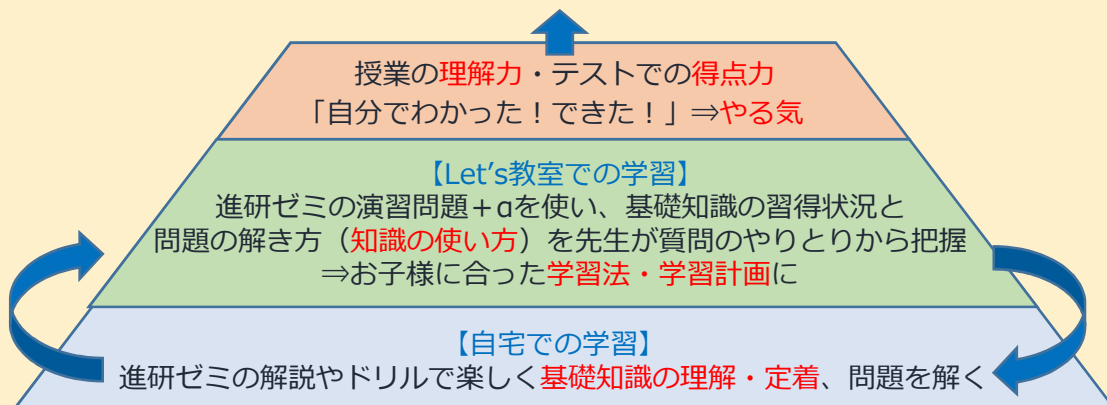 授業の理解力・テストでの得点力
「自分でわかった！できた！」⇒やる気
【Let's教室での学習】
進研ゼミの演習問題＋αを使い、基礎知識の習得状況と
問題の解き方（知識の使い方）を先生が質問のやりとりから把握
⇒お子様に合った学習法・学習計画に
【自宅での学習】
進研ゼミの解説やドリルで楽しく基礎知識の理解・定着、問題を解く